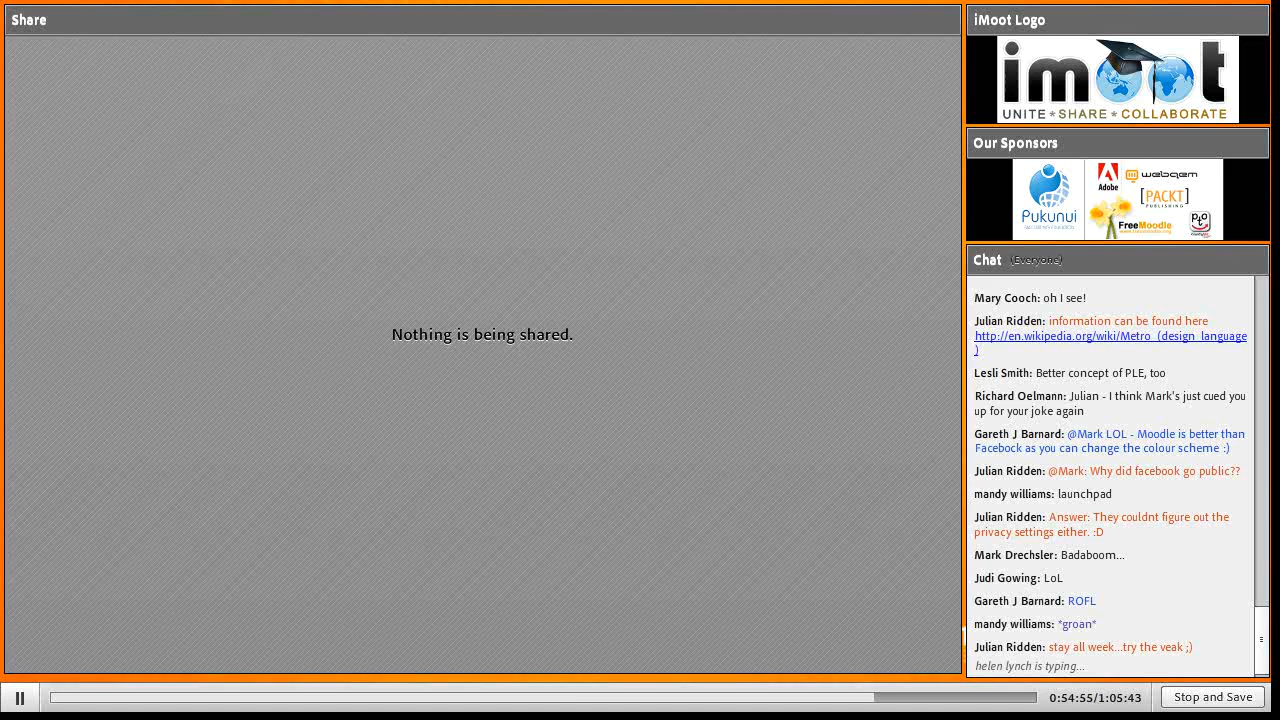 Share
Nothing is being shared.
iMoot Logo
imoot
UNITE * SHARE * COLLABORATE
Our Sponsors
Pukunui
Adobe
webqem
[PACKT]
PUBLISHING
FreeMoodle
Chat (Everyone)
Mary Cooch: oh I see!
Julian Ridden: information can be found here
http://en.wikipedia.org/wiki/Metro_(design_language
)
Lesli Smith: Better concept of PLE, too
Richard Oelmann: Julian - I think Mark's just cued you
up for your joke again
Gareth J Barnard: @Mark LOL - Moodle is better than
Facebock as you can change the colour scheme :)
Julian Ridden: @Mark: Why did facebook go public??
mandy williams: launchpad
Julian Ridden: Answer: They couldnt figure out the
privacy settings either. :D
Mark Drechsler: Badaboom...
Judi Gowing: LoL
Gareth J Barnard: ROFL
mandy williams: *groan*
Julian Ridden: stay all week...try the veak ;)
helen lynch is typing...
0:54:55/1:05:43
Stop and Save